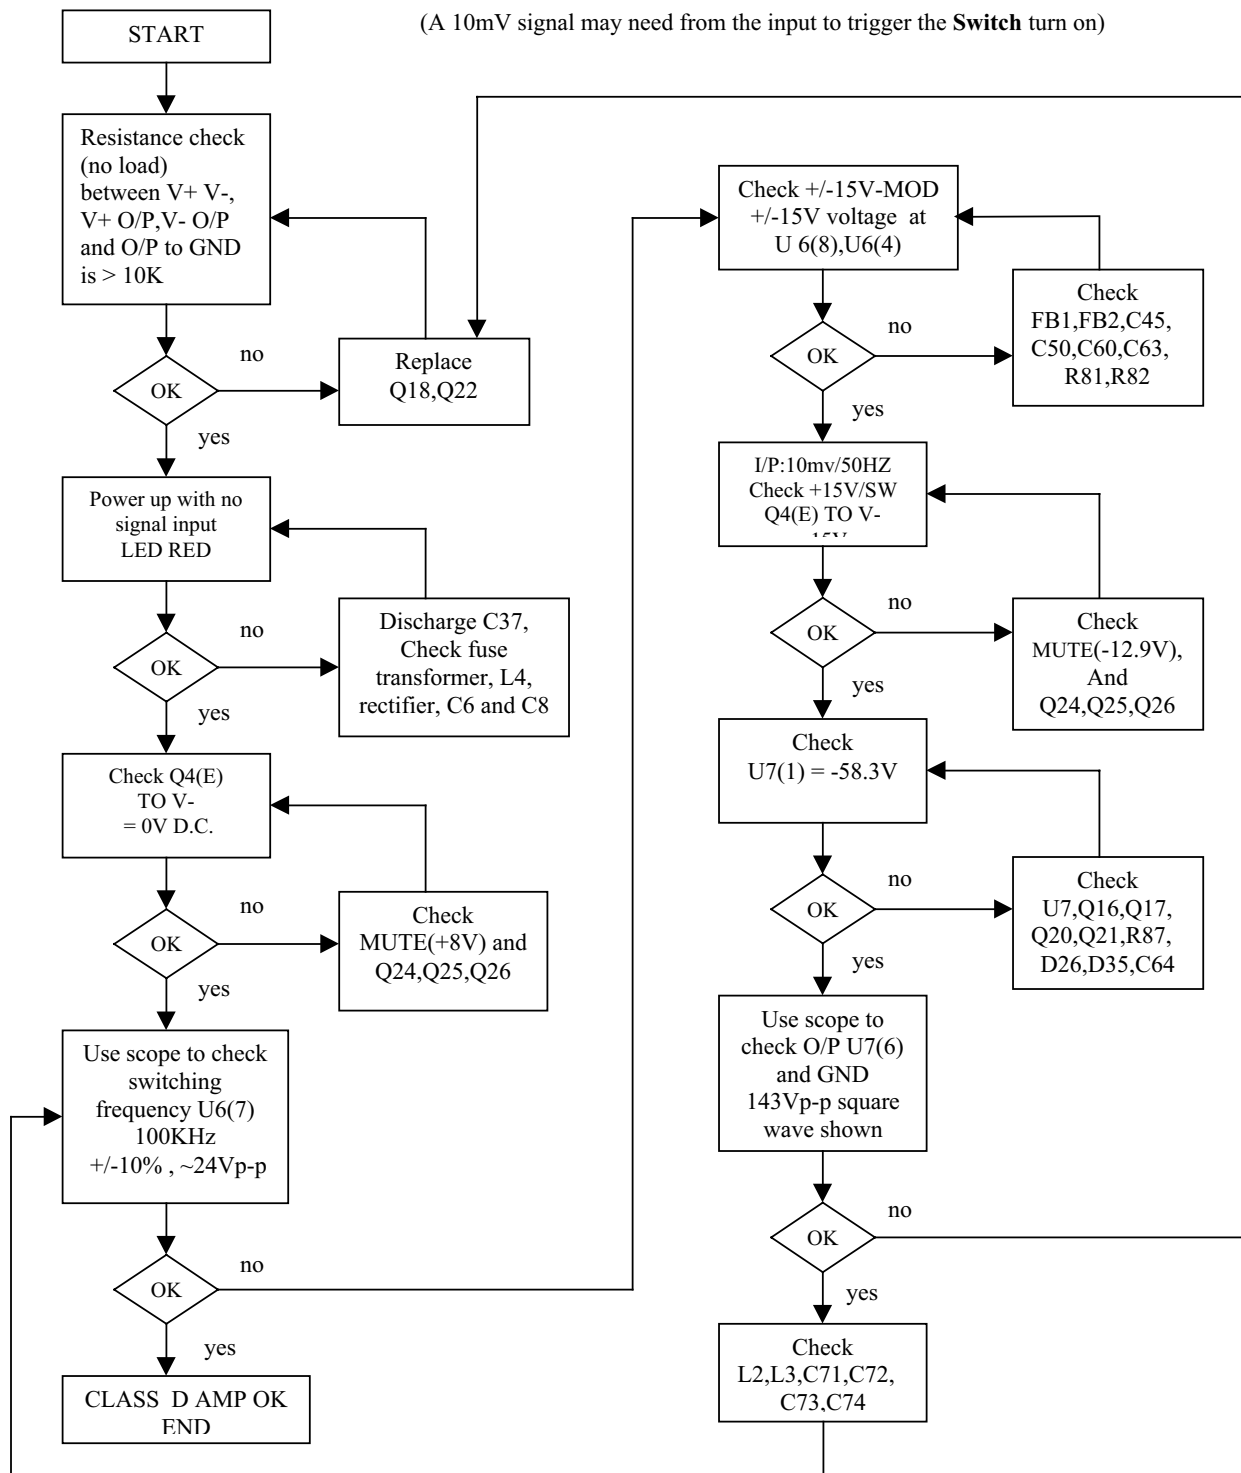 (A 10mV signal may need from the input to trigger the Switch turn on)
START
Resistance check
(no load)
between V+ V-,
V+ O/P,V- O/P
and O/P to GND
is > 10K
OK
no
yes
Replace
Q18,Q22
Power up with no
signal input
LED RED
OK
no
yes
Discharge C37,
Check fuse
transformer, L4,
rectifier, C6 and C8
Check Q4(E)
TO V-
= 0V D.C.
OK
no
yes
Check
MUTE(+8V) and
Q24,Q25,Q26
Use scope to check
switching
frequency U6(7)
100KHz
+/-10% , ~24Vp-p
OK
no
yes
CLASS D AMP OK
END
Check +/-15V-MOD
+/-15V voltage at
U 6(8),U6(4)
OK
no
yes
Check
FB1,FB2,C45,
C50,C60,C63,
R81,R82
I/P:10mv/50HZ
Check +15V/SW
Q4(E) TO V-
15V
OK
no
yes
Check
MUTE(-12.9V),
And
Q24,Q25,Q26
Check
U7(1) = -58.3V
OK
no
yes
Check
U7,Q16,Q17,
Q20,Q21,R87,
D26,D35,C64
Use scope to
check O/P U7(6)
and GND
143Vp-p square
wave shown
OK
no
yes
Check
L2,L3,C71,C72,
C73,C74